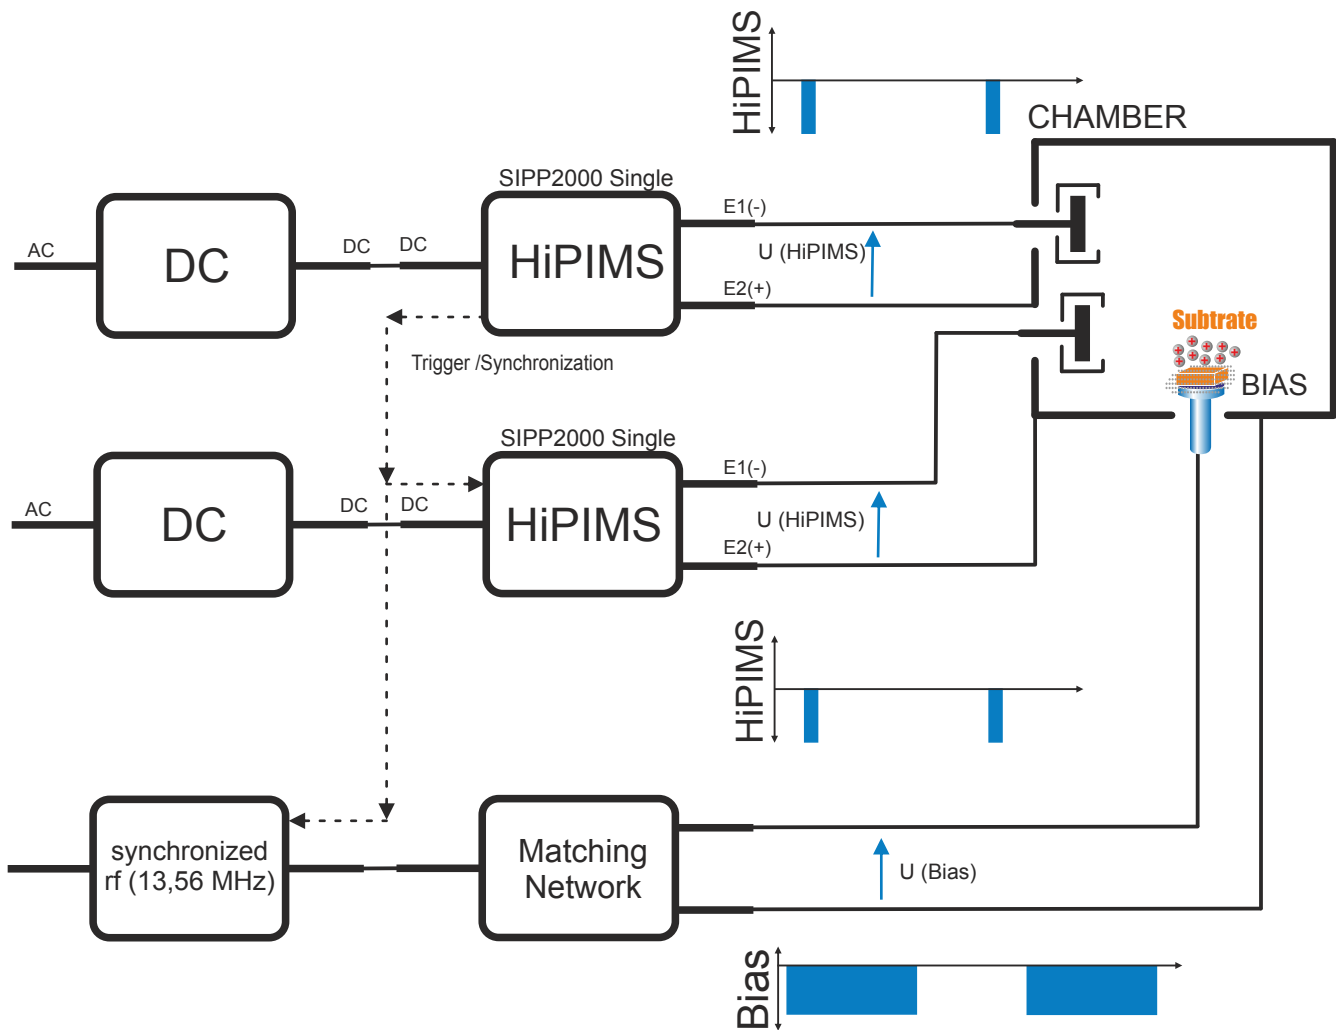 HiPIMS
CHAMBER
SIPP2000 Single
AC
DC
DC
DC
HiPIMS
E1(-)
U (HiPIMS)
E2(+)
Trigger /Synchronization
Subtrate
BIAS
SIPP2000 Single
AC
DC
DC
DC
HiPIMS
E1(-)
U (HiPIMS)
E2(+)
HiPIMS
synchronized
rf (13,56 MHz)
Matching
Network
U (Bias)
Bias